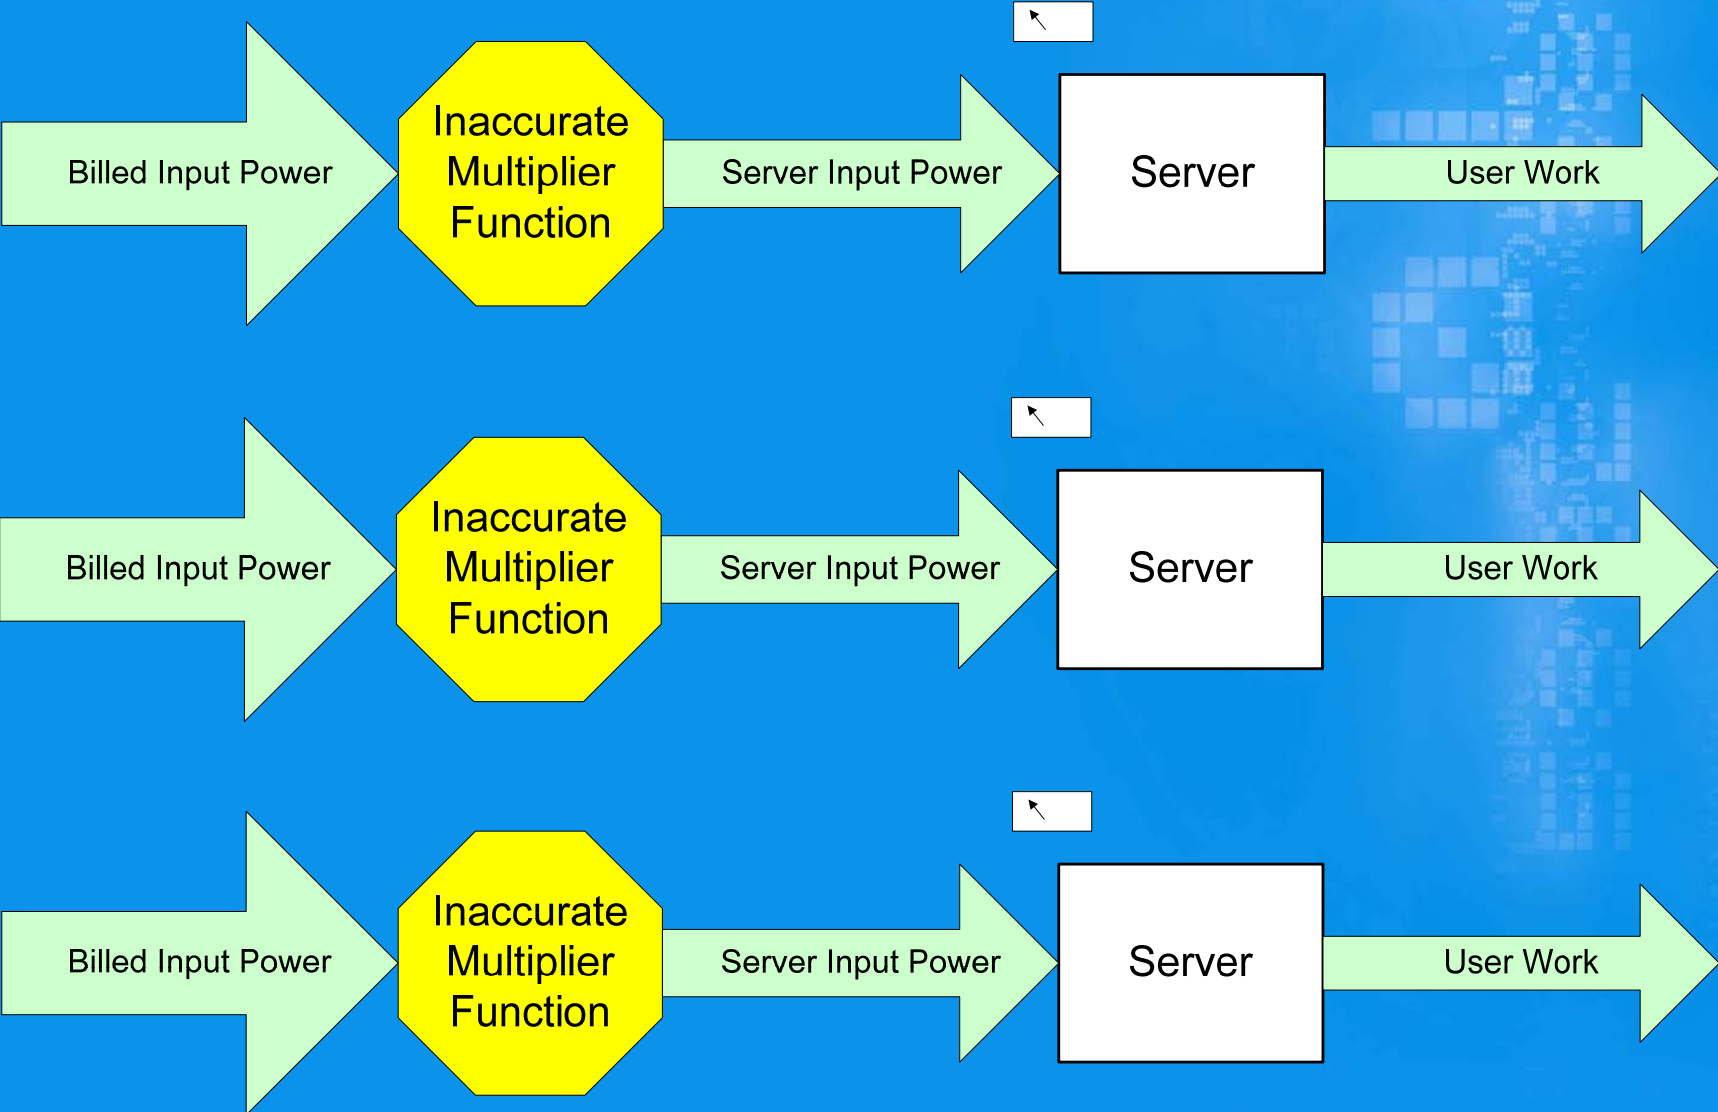 Billed Input Power
Inaccurate
Multiplier
Function
Server Input Power
Server
User Work
Billed Input Power
Inaccurate
Multiplier
Function
Server Input Power
Server
User Work
Billed Input Power
Inaccurate
Multiplier
Function
Server Input Power
Server
User Work